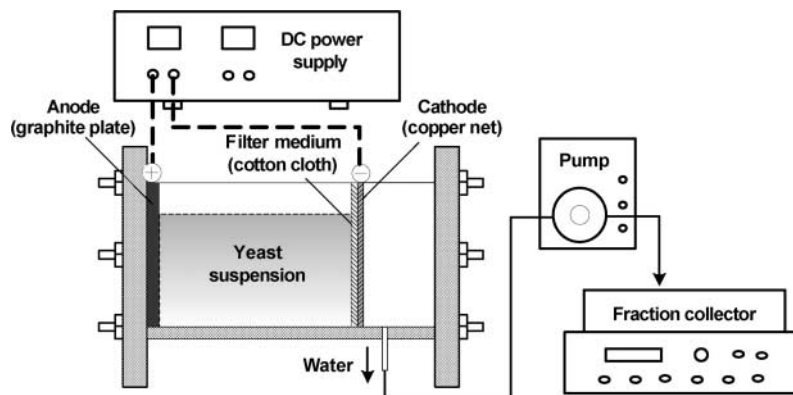 DC power
supply
Anode
(graphite plate)
Filter medium
(cotton cloth)
Cathode
(copper net)
+
−
Pump
Yeast
suspension
Fraction collector
Water